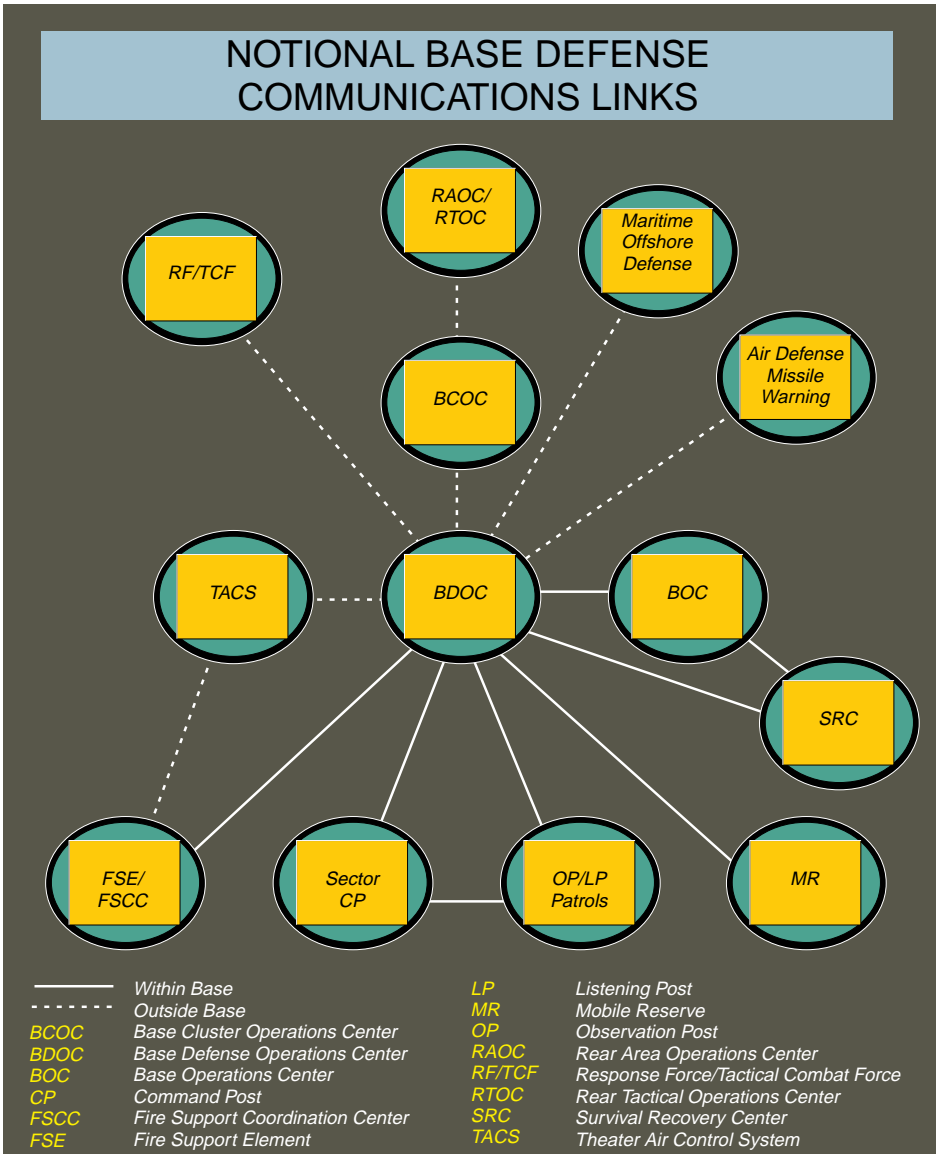 NOTIONAL BASE DEFENSE
COMMUNICATIONS LINKS
RAOC/
RTOC
Maritime
Offshore
Defense
RF/TCF
Air Defense
Missile
Warning
BCOC
TACS
BDOC
BOC
SRC
FSE/
FSCC
Sector
CP
OP/LP
Patrols
MR
Within Base
Outside Base
BCOC Base Cluster Operations Center
BDOC Base Defense Operations Center
BOC Base Operations Center
CP Command Post
FSCC Fire Support Coordination Center
FSE Fire Support Element
LP Listening Post
MR Mobile Reserve
OP Observation Post
RAOC Rear Area Operations Center
RF/TCF Response Force/Tactical Combat Force
RTOC Rear Tactical Operations Center
SRC Survival Recovery Center
TACS Theater Air Control System